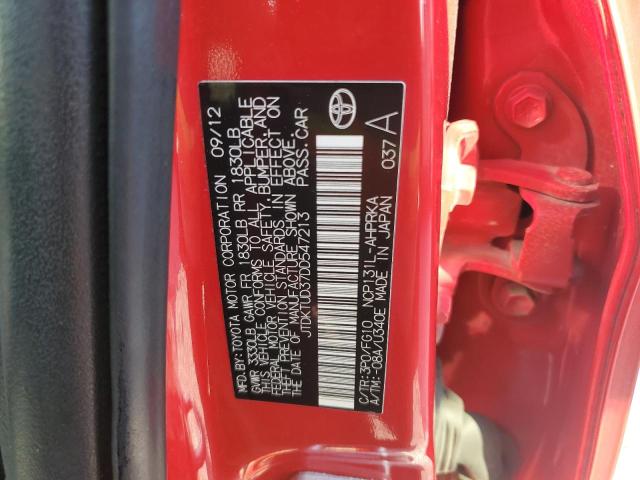 MFD.BY:TOYOTA MOTOR CORPORATION 09/12
GVWR 3330LB GAWR FR 1830LB RR 1830LB
THIS VEHICLE CONFORMS TO ALL APPLICABLE
FEDERAL MOTOR VEHICLE SAFETY, BUMPER, AND
THEFT PREVENTION STANDARDS IN EFFECT ON
THE DATE OF MANUFACTURE SHOWN ABOVE.
JTDKTUD37DD547213 PASS.CAR
C/TR:3P0/FG10 NCP131L-AHPRKA 037 A
A/TM:-08A/U340E MADE IN JAPAN